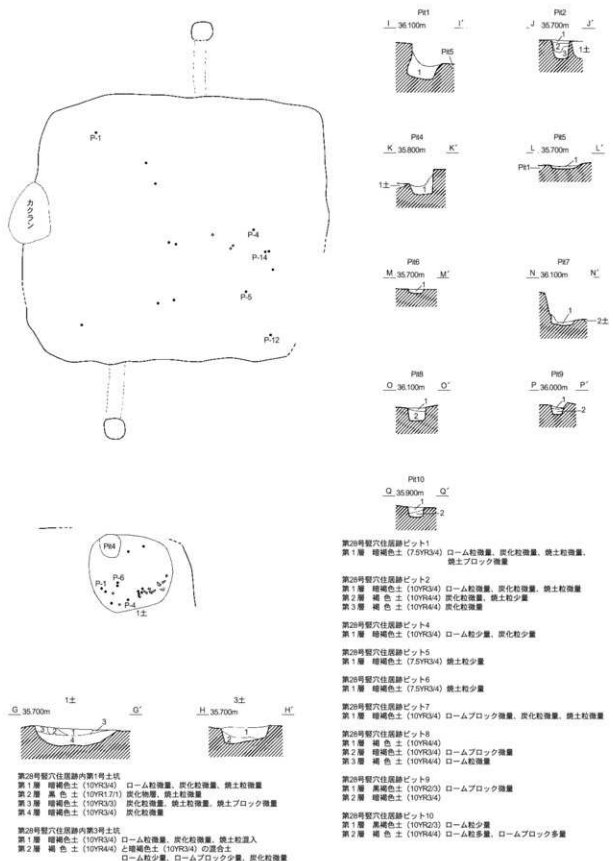 Pit1
I 36.100m I´
Pit5
1
Pit2
J 35.700m J´
1
2
3
1土
P-1
カクラン
P-4
P-14
P-5
P-12
Pit4
K 35.800m K´
1土
1
Pit5
L 35.700m L´
Pit1
1
Pit6
M 35.700m M´
1
Pit7
N 36.100m N´
1
2土
Pit8
O 36.100m O´
1
2
Pit9
P 36.000m P´
1
2
Pit10
Q 35.900m Q´
1
2
Pit4
P-1
P-6
P-4
1土
1土
G 35.700m G´
3
4
3土
H 35.700m H´
1
2
第28号竪穴住居跡内第1号土坑
第1層 暗褐色土（10YR3/4） ローム粒微量、炭化粒微量、焼土粒微量
第2層 黒色土（10YR1.7/1）炭化物層、焼土粒微量
第3層 暗褐色土（10YR3/3） 炭化粒微量、焼土粒微量、焼土ブロック微量
第4層 暗褐色土（10YR3/4） 炭化粒微量
第28号竪穴住居跡内第3号土坑
第1層 暗褐色土（10YR3/4）ローム粒微量、炭化粒微量、焼土粒混入
第2層 褐色土（10YR4/4）と暗褐色土（10YR3/4）の混合土
ローム粒少量、ロームブロック少量、炭化粒微量
第28号竪穴住居跡ピット1
第1層 暗褐色土（7.5YR3/4）ローム粒微量、炭化粒微量、焼土粒微量、
焼土ブロック微量
第28号竪穴住居跡ピット2
第1層 暗褐色土（10YR3/4）ローム粒微量、炭化粒微量、焼土粒微量
第2層 褐色土（10YR4/4）炭化粒微量、焼土粒少量
第3層 褐色土（10YR4/4）炭化粒微量
第28号竪穴住居跡ピット4
第1層 暗褐色土（10YR3/4）ローム粒少量、炭化粒少量
第28号竪穴住居跡ピット5
第1層 暗褐色土（7.5YR3/4）焼土粒少量
第28号竪穴住居跡ピット6
第1層 暗褐色土（7.5YR3/4）焼土粒少量
第28号竪穴住居跡ピット7
第1層 暗褐色土（10YR3/4）ロームブロック微量、炭化粒微量、焼土粒微量
第28号竪穴住居跡ピット8
第1層 褐色土（10YR4/4）
第2層 暗褐色土（10YR3/4）ロームブロック微量
第3層 暗褐色土（10YR3/4）ローム粒微量
第28号竪穴住居跡ピット9
第1層 黒褐色土（10YR2/3）ロームブロック微量
第2層 暗褐色土（10YR3/4）
第28号竪穴住居跡ピット10
第1層 黒褐色土（10YR2/3）ローム粒少量
第2層 褐色土（10YR4/4）ローム粒多量、ロームブロック多量